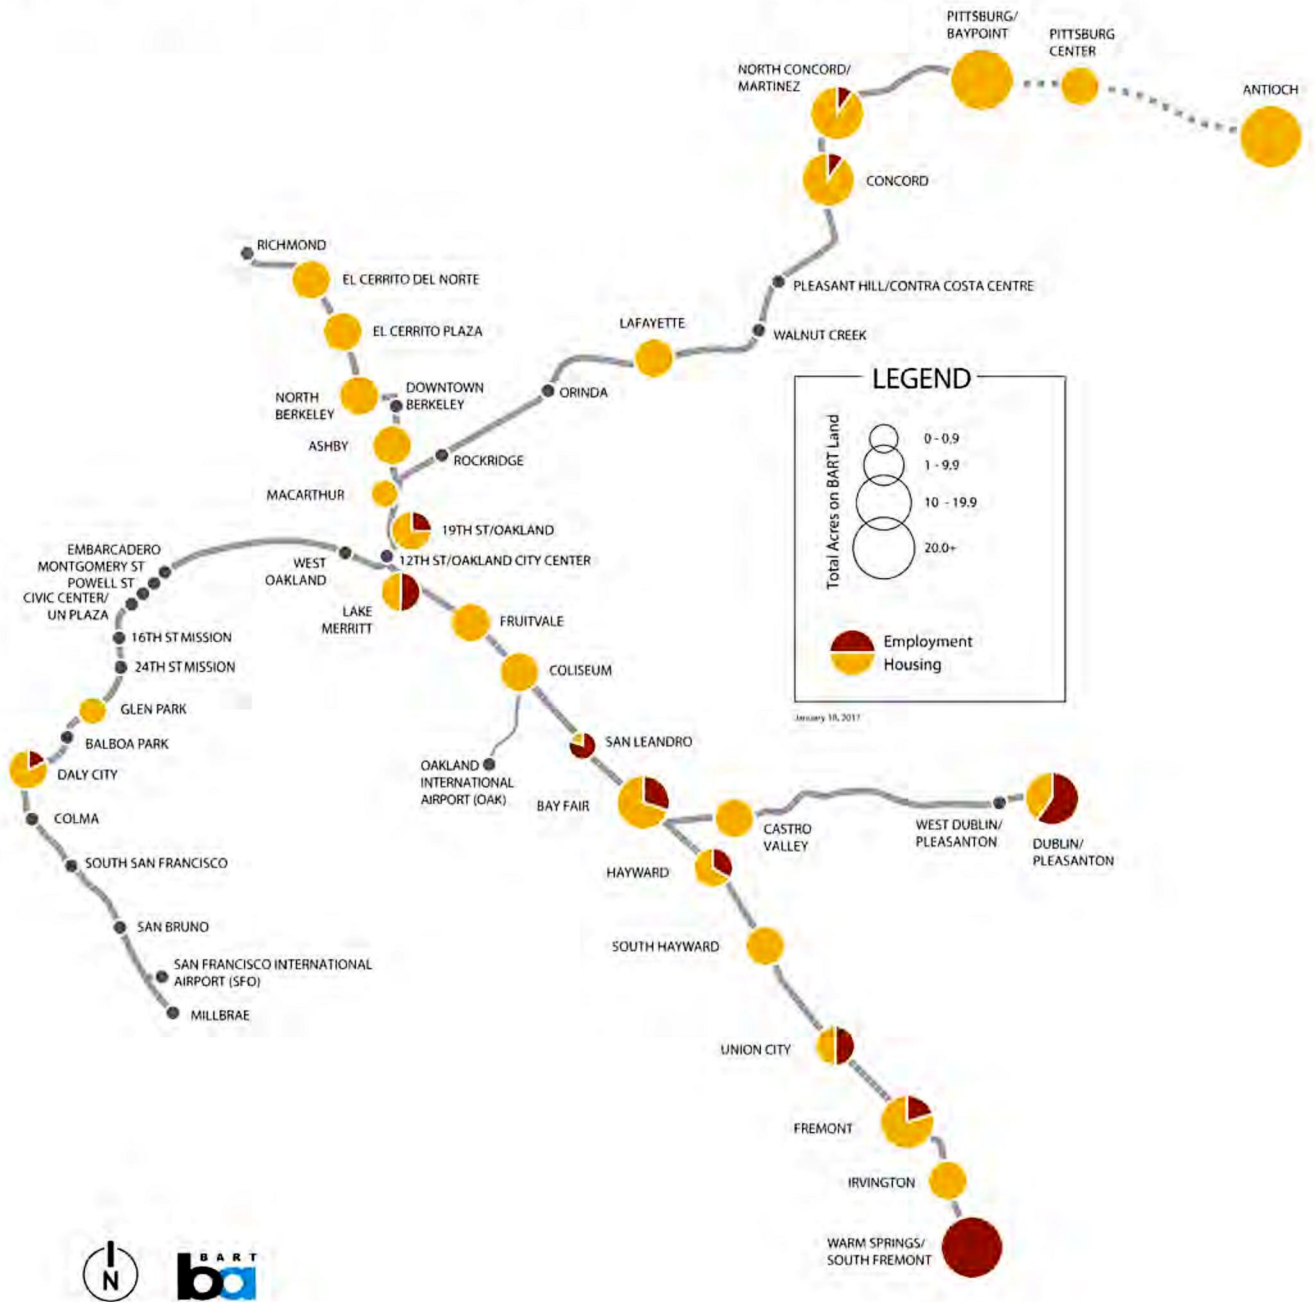 PITTSBURG/
BAYPOINT
PITTSBURG
CENTER
NORTH CONCORD/
MARTINEZ
ANTIOCH
CONCORD
RICHMOND
EL CERRITO DEL NORTE
PLEASANT HILL/CONTRA COSTA CENTRE
LAFAYETTE
EL CERRITO PLAZA
WALNUT CREEK
LEGEND
Total Acres on BART Land
0 - 0.9
1 - 9.9
10 - 19.9
20.0+
Employment
Housing
January 18, 2017
NORTH
BERKELEY
DOWNTOWN
BERKELEY
ORINDA
ASHBY
ROCKRIDGE
MACARTHUR
19TH ST/OAKLAND
12TH ST/OAKLAND CITY CENTER
EMBARCADERO
MONTGOMERY ST
POWELL ST
CIVIC CENTER/
UN PLAZA
WEST
OAKLAND
LAKE
MERRITT
FRUITVALE
16TH ST MISSION
24TH ST MISSION
COLISEUM
GLEN PARK
BALBOA PARK
SAN LEANDRO
DALY CITY
OAKLAND
INTERNATIONAL
AIRPORT (OAK)
BAY FAIR
COLMA
CASTRO
VALLEY
WEST DUBLIN/
PLEASANTON
DUBLIN/
PLEASANTON
SOUTH SAN FRANCISCO
HAYWARD
SAN BRUNO
SOUTH HAYWARD
SAN FRANCISCO INTERNATIONAL
AIRPORT (SFO)
MILLBRAE
UNION CITY
FREMONT
IRVINGTON
WARM SPRINGS/
SOUTH FREMONT
N
BART
ba